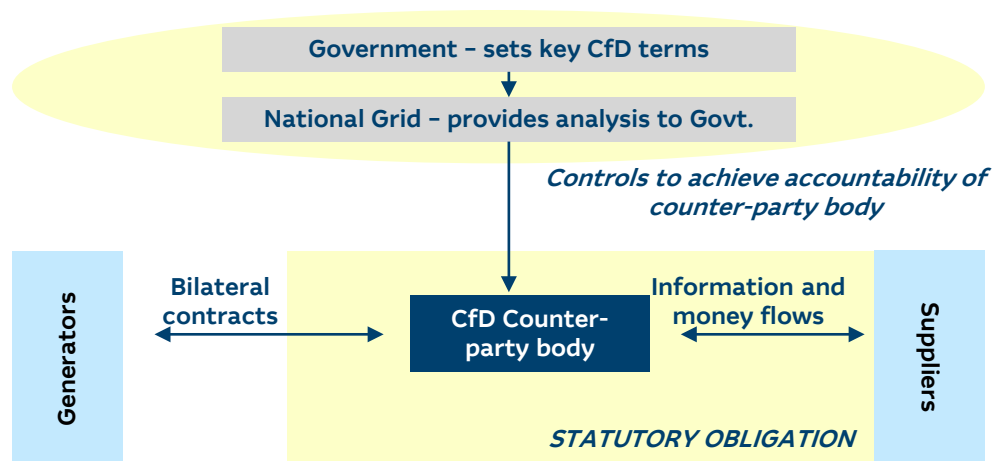 Government – sets key CfD terms
National Grid – provides analysis to Govt.
Controls to achieve accountability of
counter-party body
Generators
Bilateral
contracts
CfD Counter-
party body
Information and
money flows
Suppliers
STATUTORY OBLIGATION